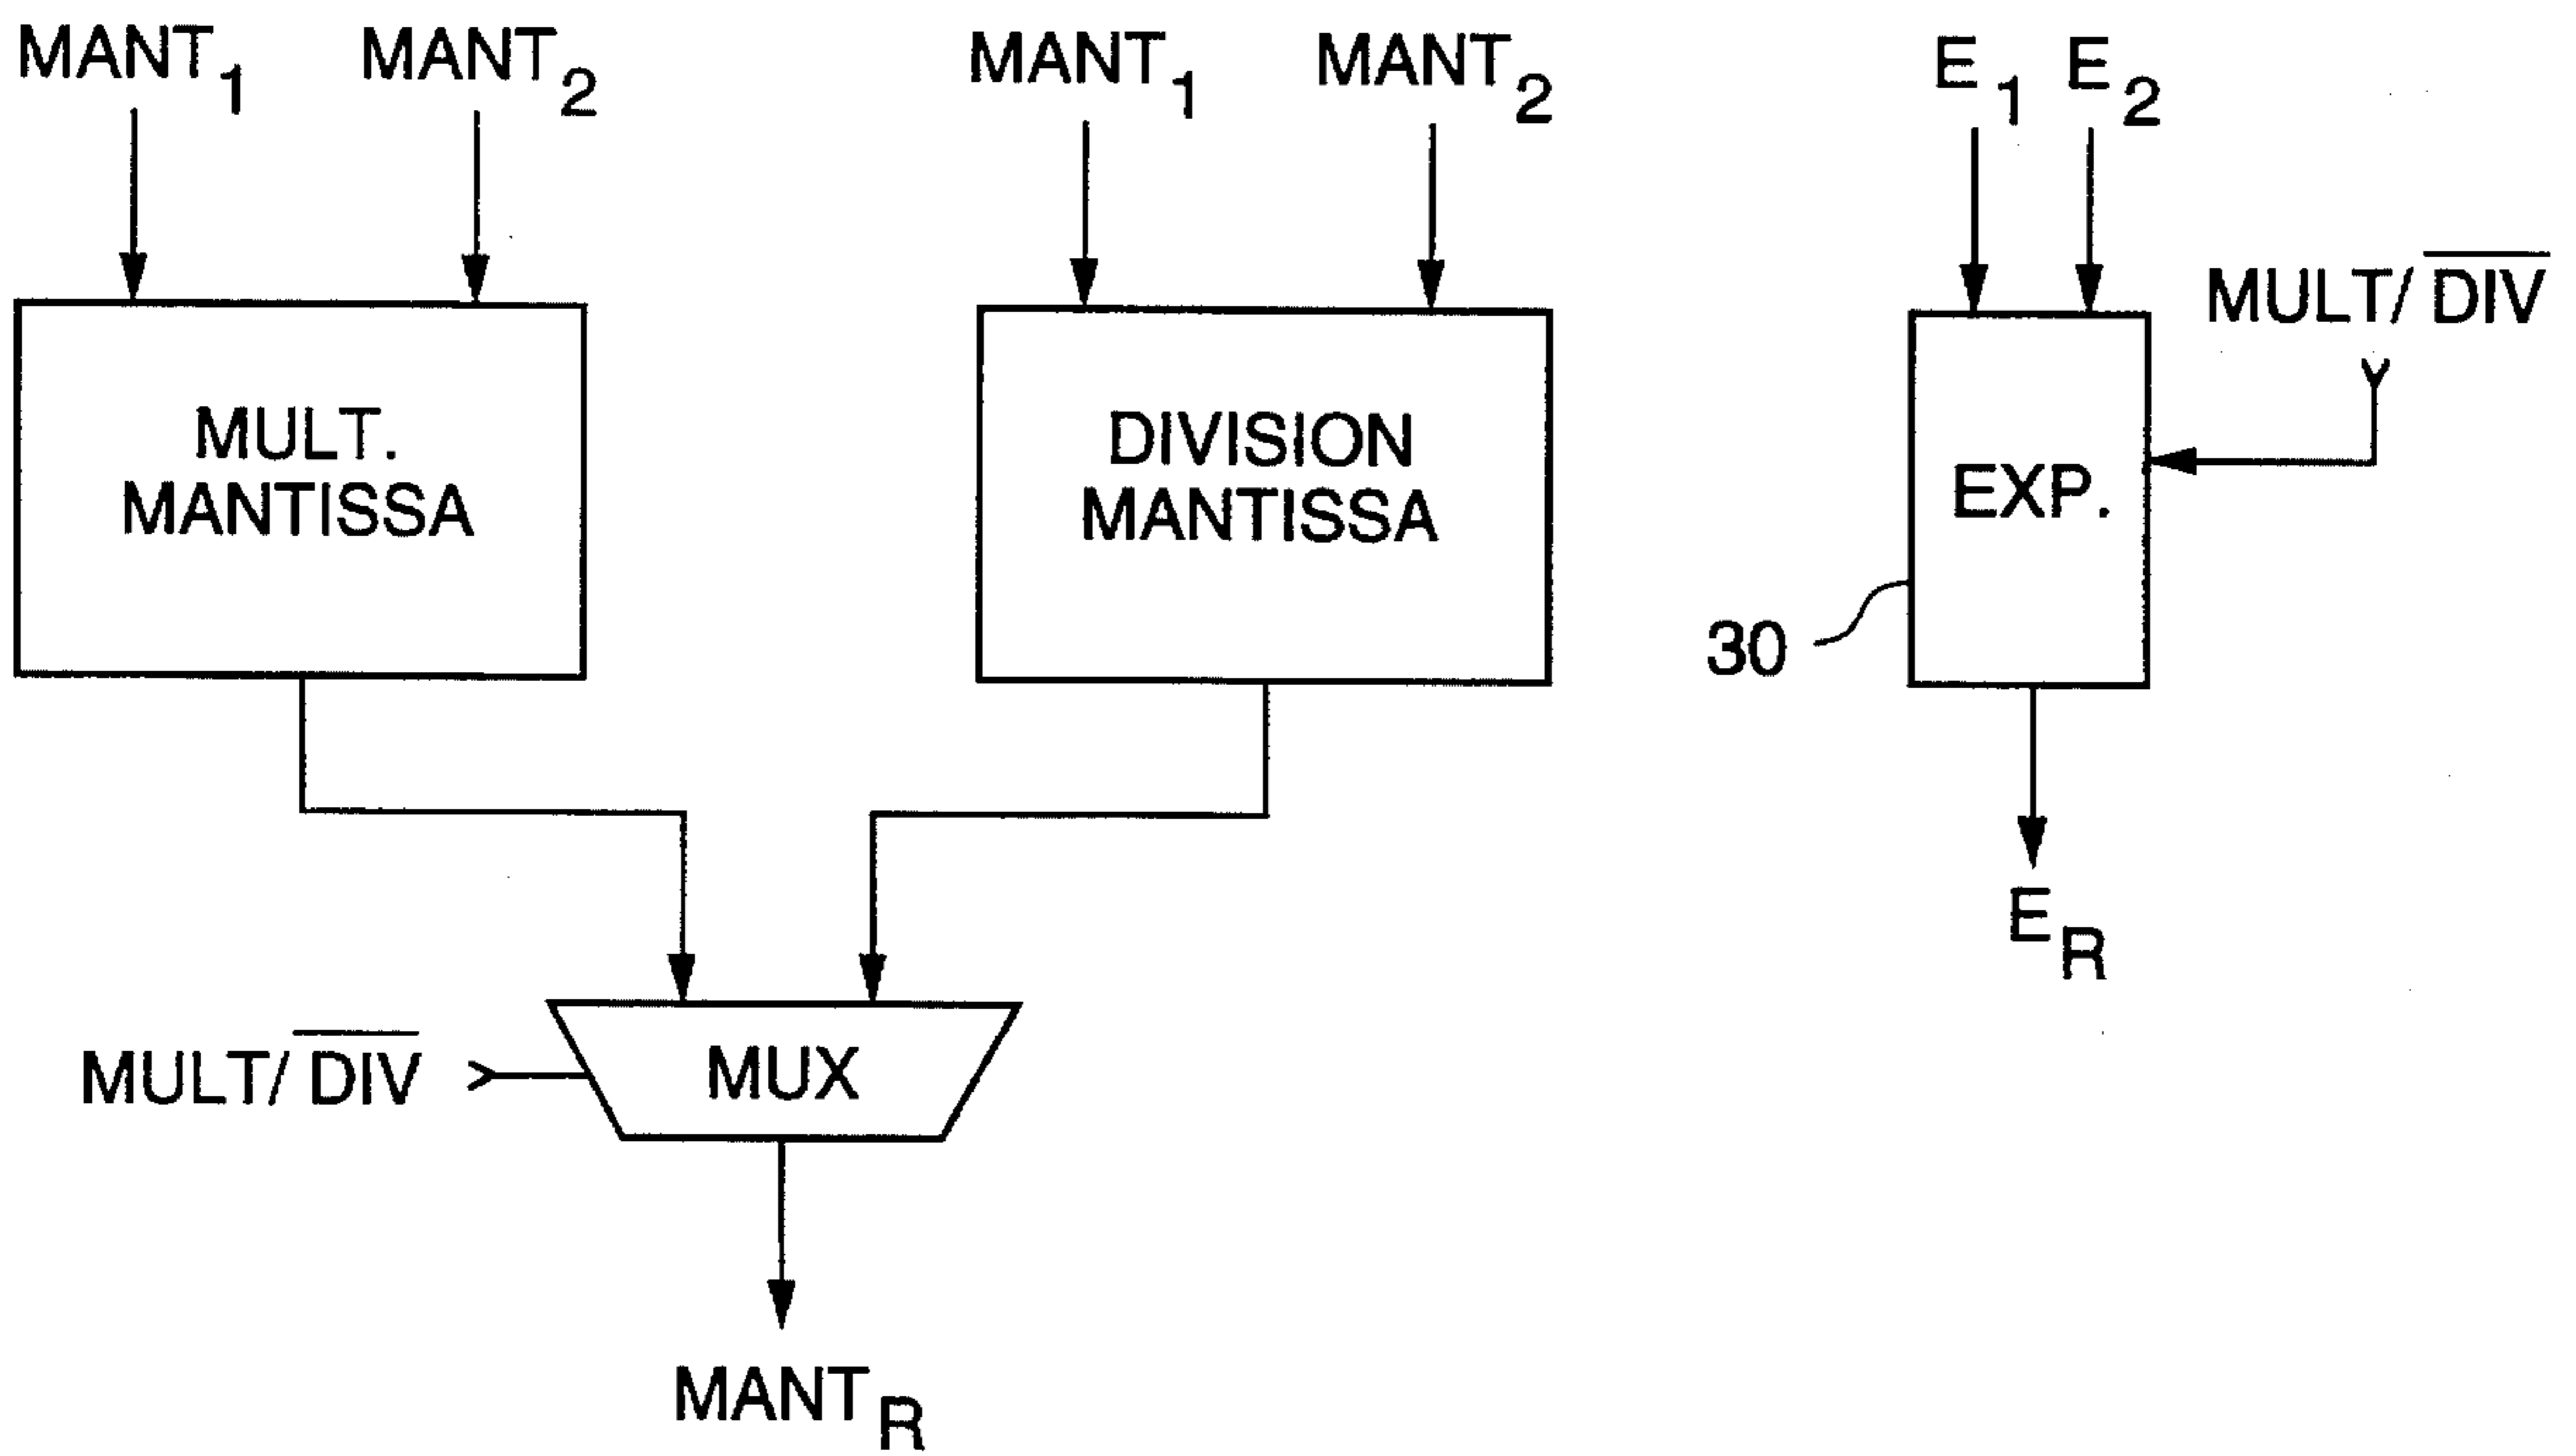 MANT1 MANT2 MANT1 MANT2 E1 E2
MULT/ DIV
MULT.
MANTISSA
DIVISION
MANTISSA
EXP.
30
ER
MULT/ DIV
MUX
MANTR